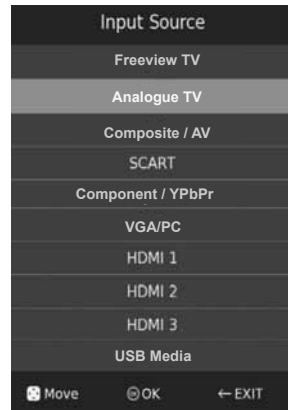 Input Source
Freeview TV
Analogue TV
Composite / AV
SCART
Component / YPbPr
VGA/PC
HDMI 1
HDMI 2
HDMI 3
USB Media
Move OK ← EXIT